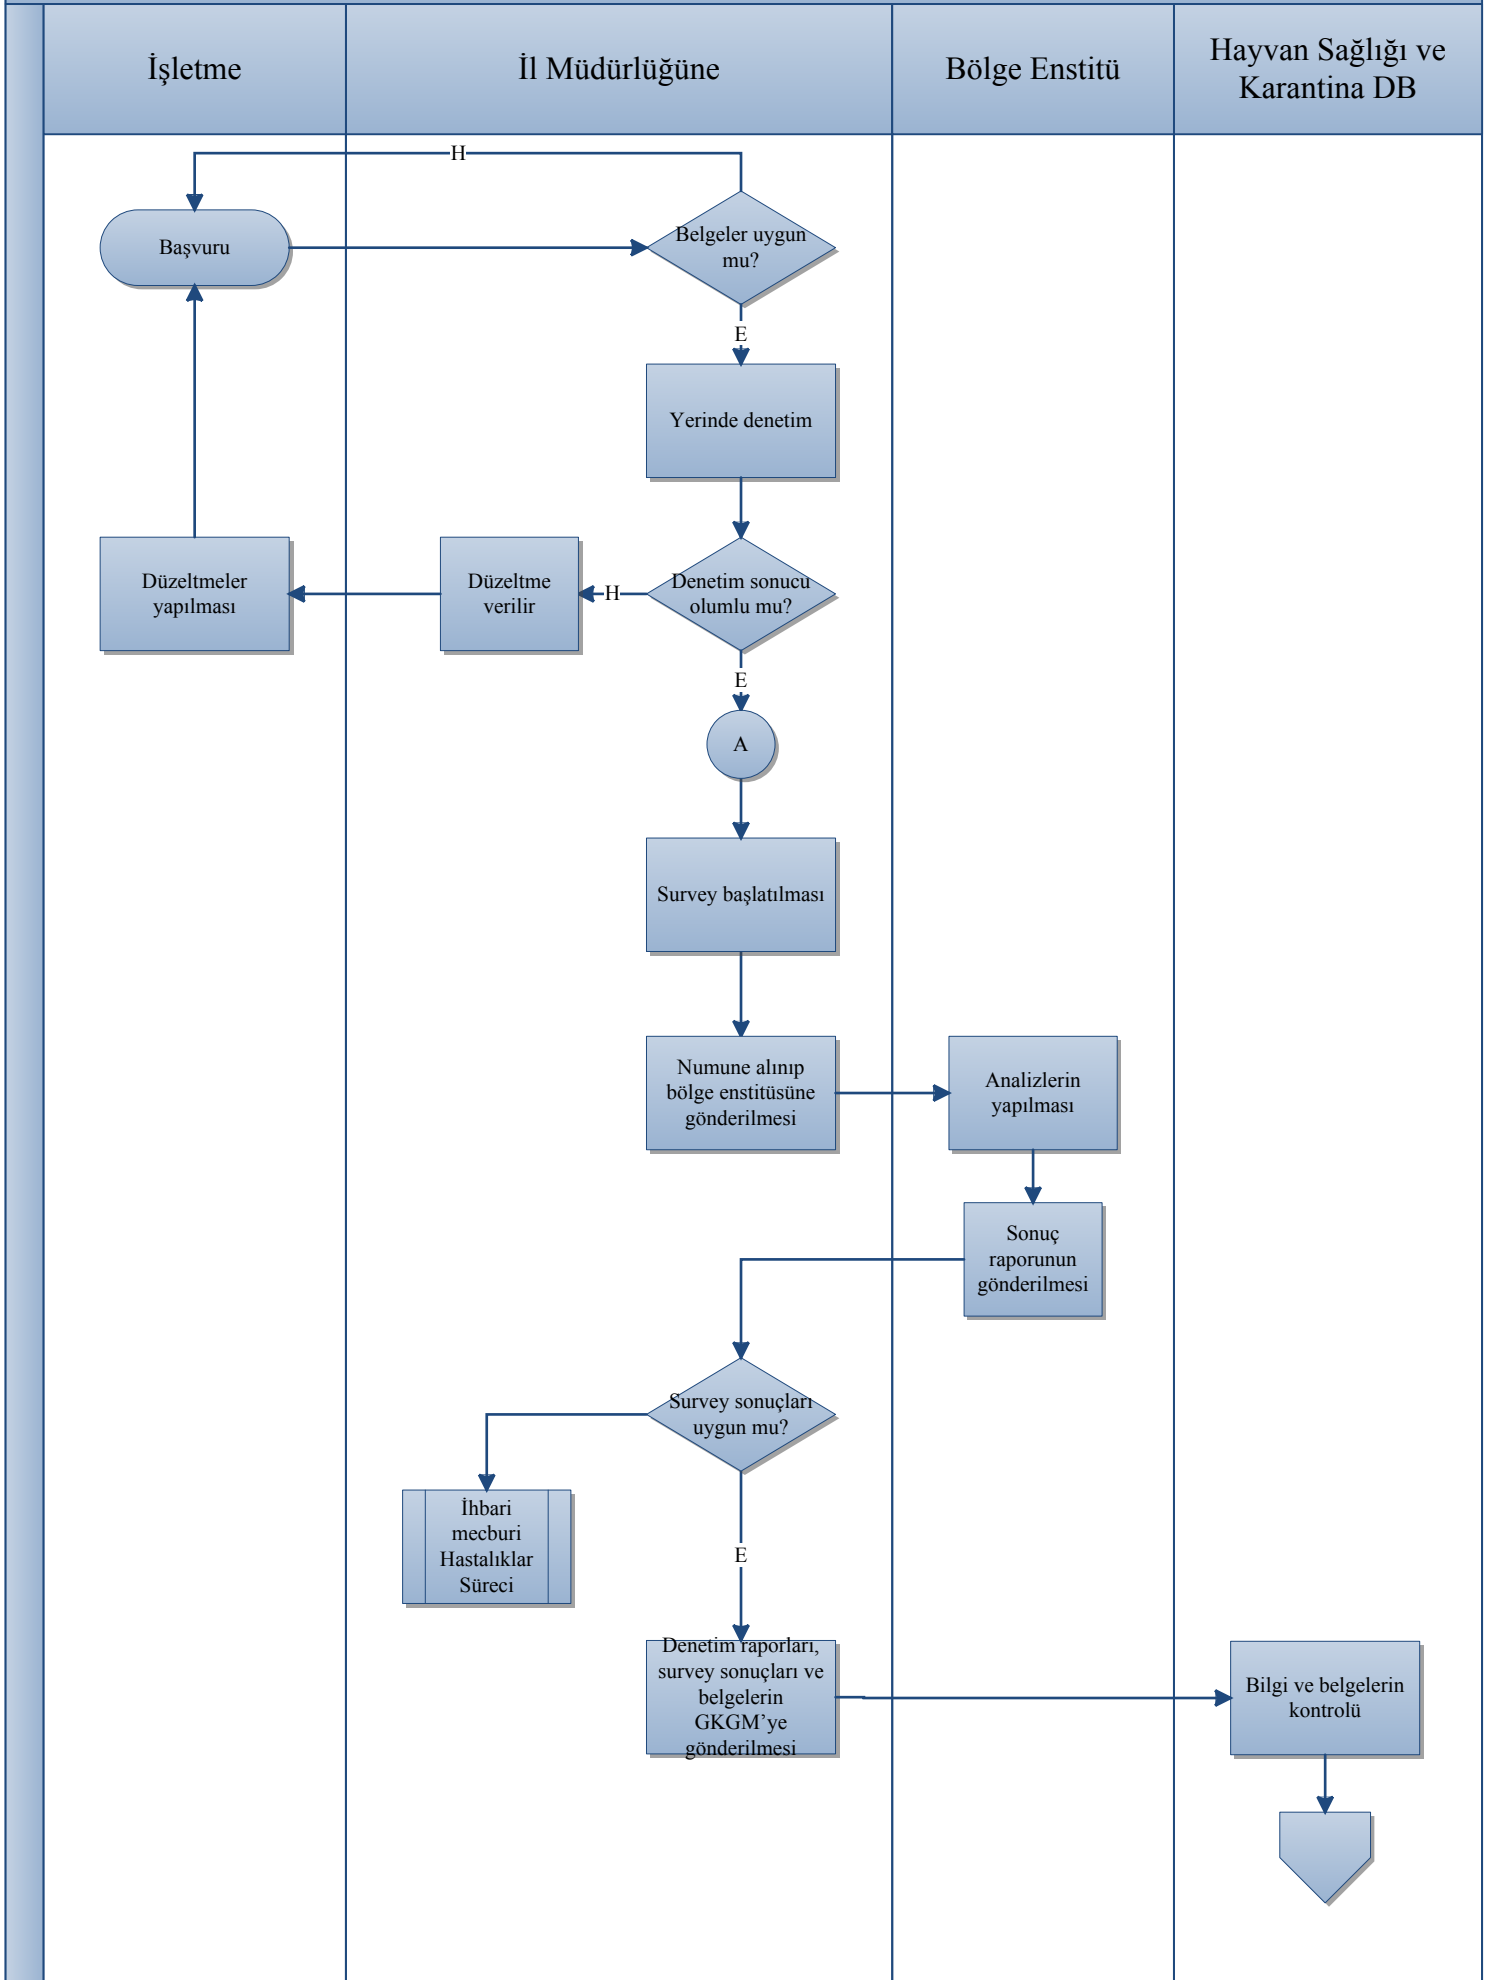 İşletme
İl Müdürlüğüne
Bölge Enstitü
Hayvan Sağlığı ve
Karantina DB
H
Başvuru
Belgeler uygun
mu?
E
Yerinde denetim
Düzeltmeler
yapılması
Düzeltme
verilir
H
Denetim sonucu
olumlu mu?
E
A
Survey başlatılması
Numune alınıp
bölge enstitüsüne
gönderilmesi
Analizlerin
yapılması
Sonuç
raporunun
gönderilmesi
Survey sonuçları
uygun mu?
İhbari
mecburi
Hastalıklar
Süreci
E
Denetim raporları,
survey sonuçları ve
belgelerin
GKGM’ye
gönderilmesi
Bilgi ve belgelerin
kontrolü